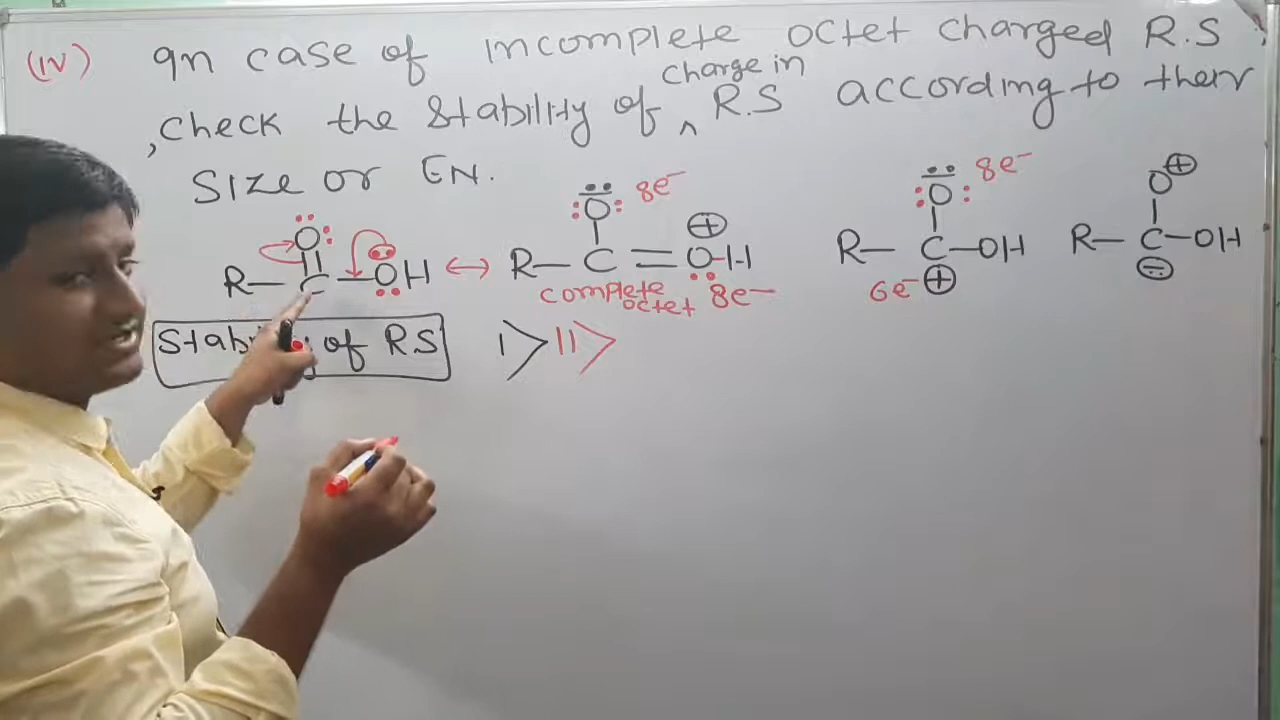 (IV) In case of incomplete octet charged R.S
, check the stability of ^ charge in R.S according to their
Size or EN.
:O: 8e⁻ :O: 8e⁻ O⊕
R–C–OH ↔ R–C=O–H ⊕ R–C–OH R–C–OH
complete octet 8e⁻ 6e⁻ ⊕ ⊖
Stability of RS I > II >